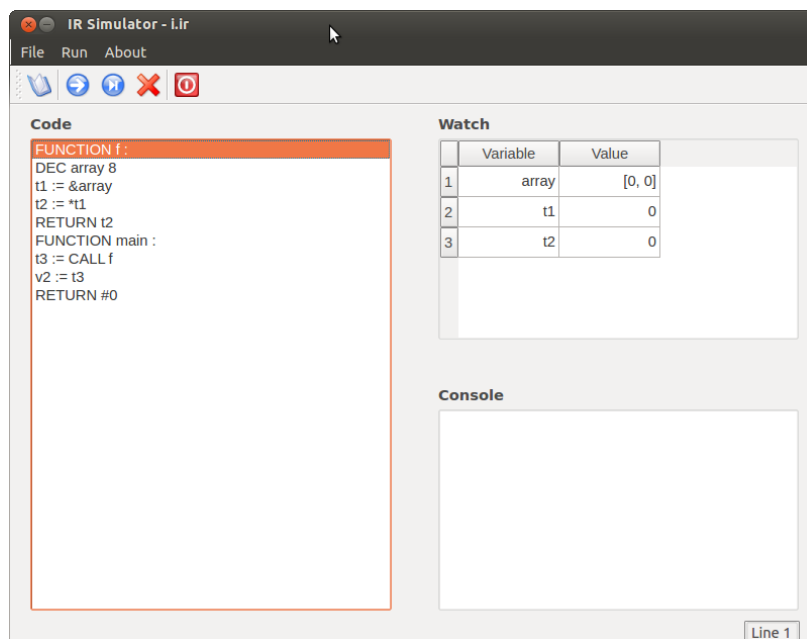 IR Simulator - i.ir
File Run About
Code
FUNCTION f :
DEC array 8
t1 := &array
t2 := *t1
RETURN t2
FUNCTION main :
t3 := CALL f
v2 := t3
RETURN #0
Watch
Variable Value
1 array [0, 0]
2 t1 0
3 t2 0
Console
Line 1